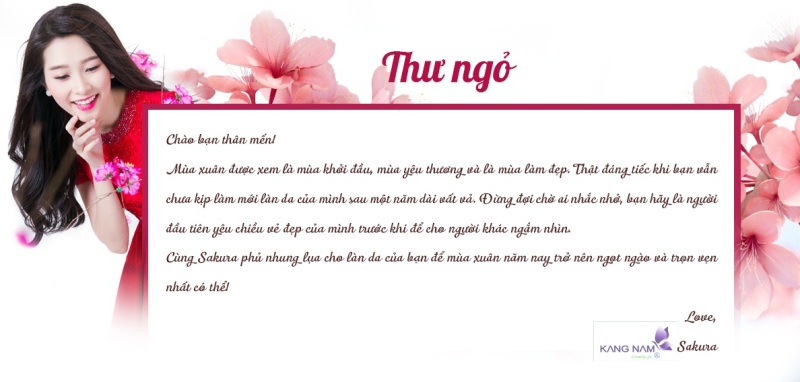 Thư ngỏ
Chào bạn thân mến!
Mùa xuân được xem là mùa khởi đầu, mùa yêu thương và là mùa làm đẹp. Thật đáng tiếc khi bạn vẫn
chưa kịp làm mới làn da của mình sau một năm dài vất vả. Đừng đợi chờ ai nhắc nhở, bạn hãy là người
đầu tiên yêu chiều vẻ đẹp của mình trước khi để cho người khác ngắm nhìn.
Cùng Sakura phủ nhung lụa cho làn da của bạn để mùa xuân năm nay trở nên ngọt ngào và trọn vẹn
nhất có thể!
Love,
KANG NAM
Sakura